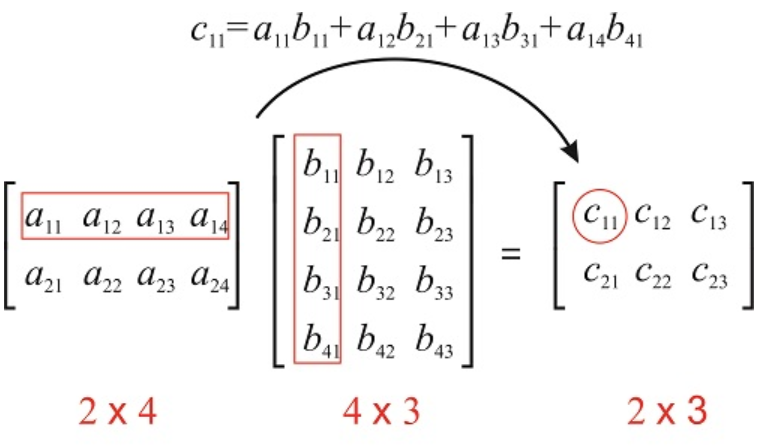 c₁₁=a₁₁b₁₁+a₁₂b₂₁+a₁₃b₃₁+a₁₄b₄₁
b₁₁ b₁₂ b₁₃
a₁₁ a₁₂ a₁₃ a₁₄ b₂₁ b₂₂ b₂₃ c₁₁ c₁₂ c₁₃
=
a₂₁ a₂₂ a₂₃ a₂₄ b₃₁ b₃₂ b₃₃ c₂₁ c₂₂ c₂₃
b₄₁ b₄₂ b₄₃
2 x 4 4 x 3 2 x 3